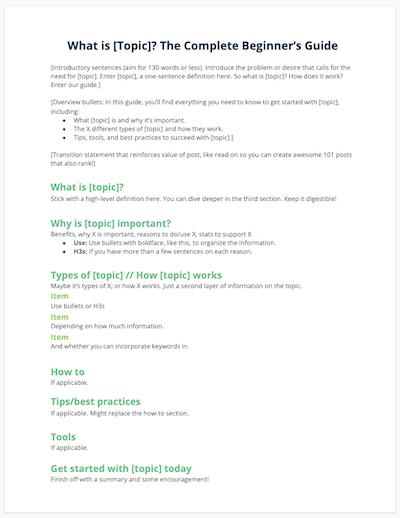 What is [Topic]? The Complete Beginner's Guide
[Introductory sentences (aim for 130 words or less). Introduce the problem or desire that calls for the
need for [topic]. Enter [topic], a one-sentence definition here. So what is [topic]? How does it work?
Enter our guide.]
[Overview bullets: In this guide, you'll find everything you need to know to get started with [topic],
including:
• What [topic] is and why it's important.
• The X different types of [topic] and how they work.
• Tips, tools, and best practices to succeed with [topic].]
[Transition statement that reinforces value of post, like read on so you can create awesome 101 posts
that also rank!]
What is [topic]?
Stick with a high-level definition here. You can dive deeper in the third section. Keep it digestible!
Why is [topic] important?
Benefits, why X is important, reasons to do/use X, stats to support X
• Use: Use bullets with boldface, like this, to organize the information.
• H3s: If you have more than a few sentences on each reason.
Types of [topic] // How [topic] works
Maybe it's types of X; or how X works. Just a second layer of information on the topic.
Item
Use bullets or H3s
Item
Depending on how much information.
Item
And whether you can incorporate keywords in
How to
If applicable.
Tips/best practices
If applicable. Might replace the how-to section.
Tools
If applicable.
Get started with [topic] today
Finish off with a summary and some encouragement!